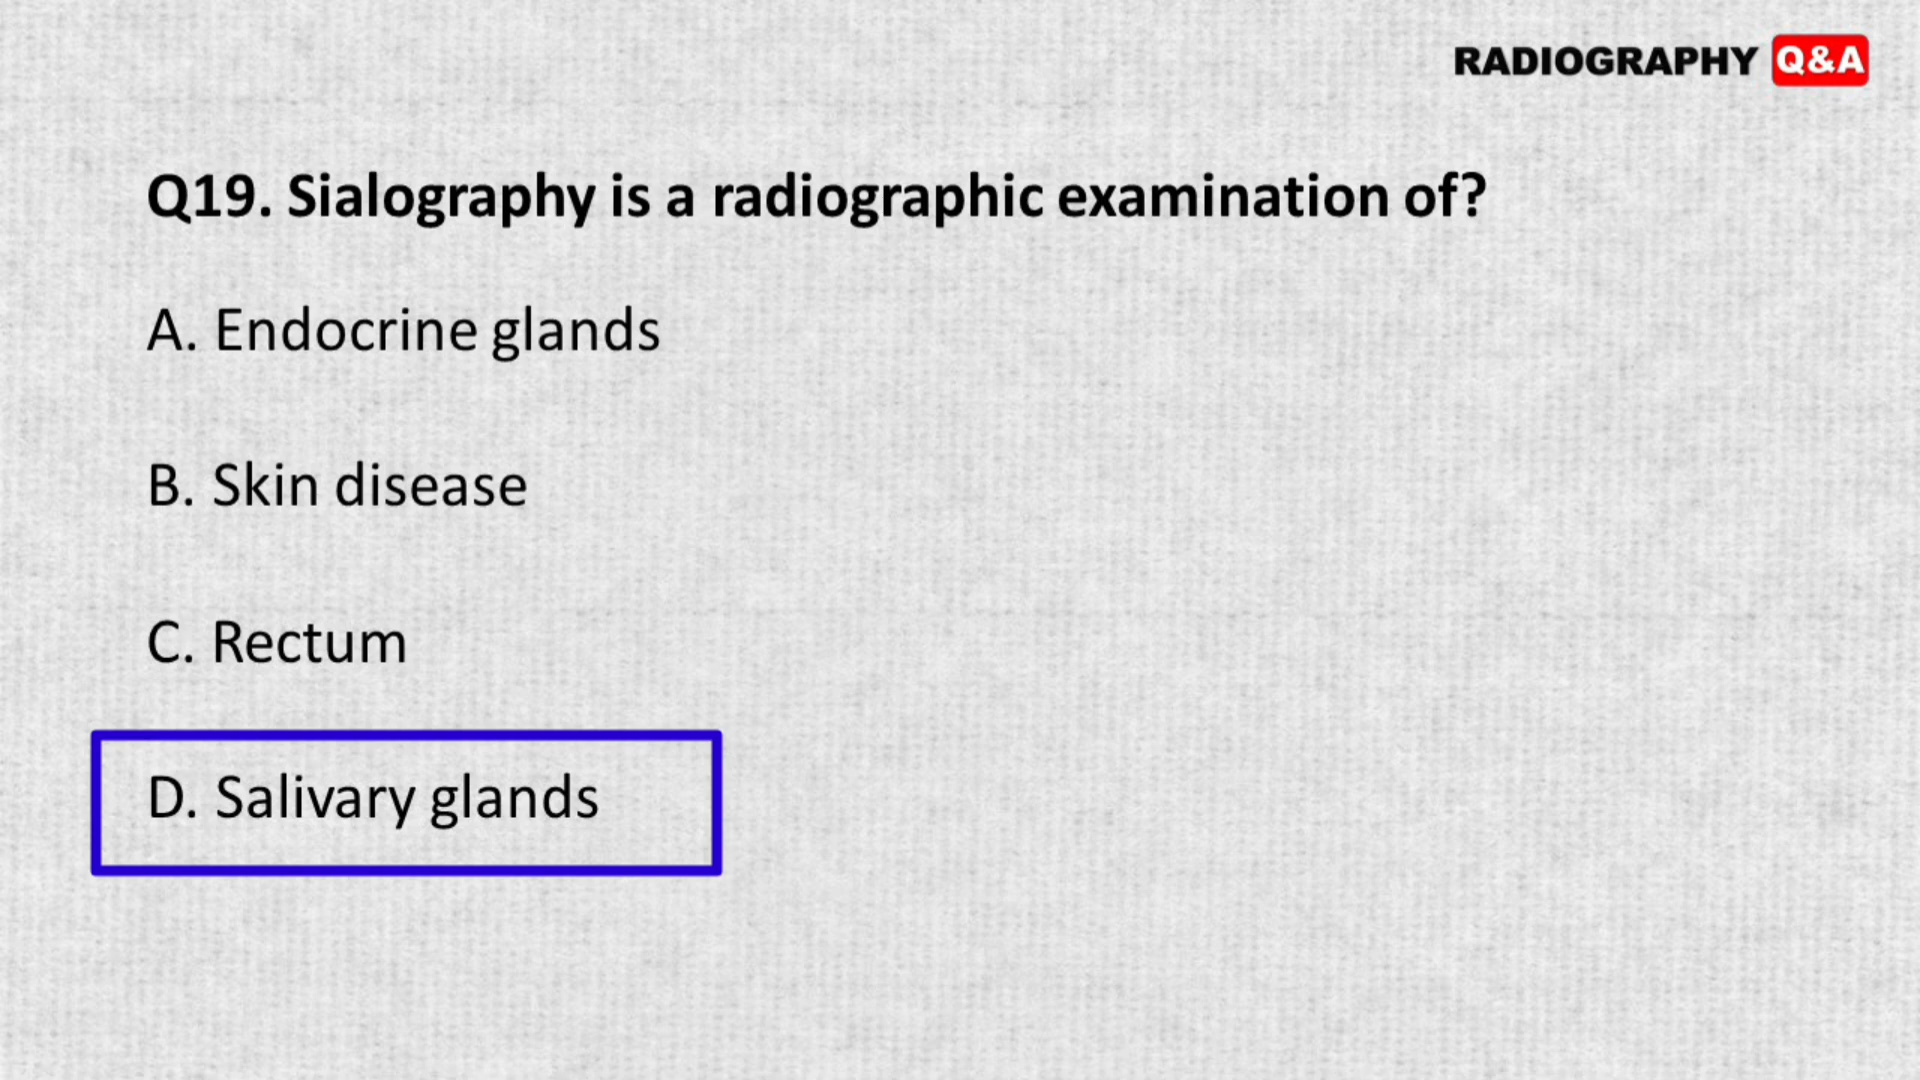 RADIOGRAPHY Q&A
Q19. Sialography is a radiographic examination of?
A. Endocrine glands
B. Skin disease
C. Rectum
D. Salivary glands